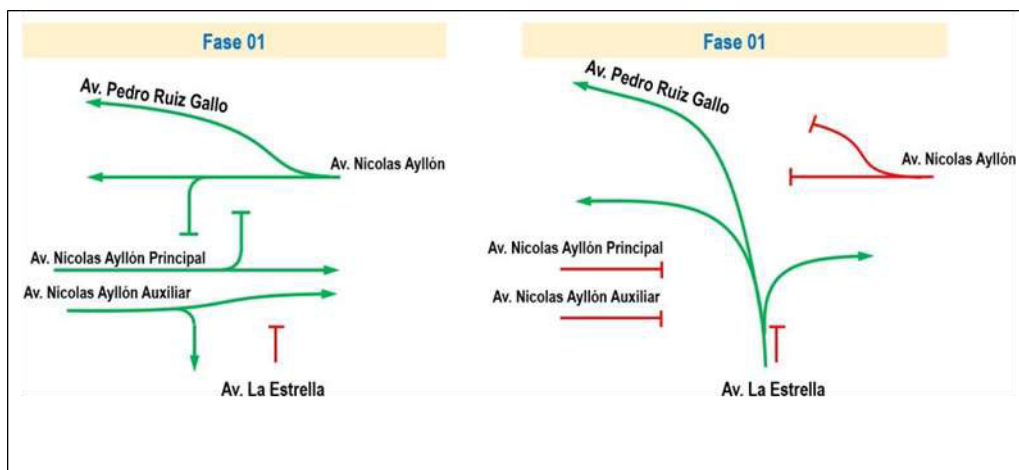 Fase 01
Av. Pedro Ruiz Gallo
Av. Nicolas Ayllón
Av. Nicolas Ayllón Principal
Av. Nicolas Ayllón Auxiliar
Av. La Estrella
Fase 01
Av. Pedro Ruiz Gallo
Av. Nicolas Ayllón
Av. Nicolas Ayllón Principal
Av. Nicolas Ayllón Auxiliar
Av. La Estrella